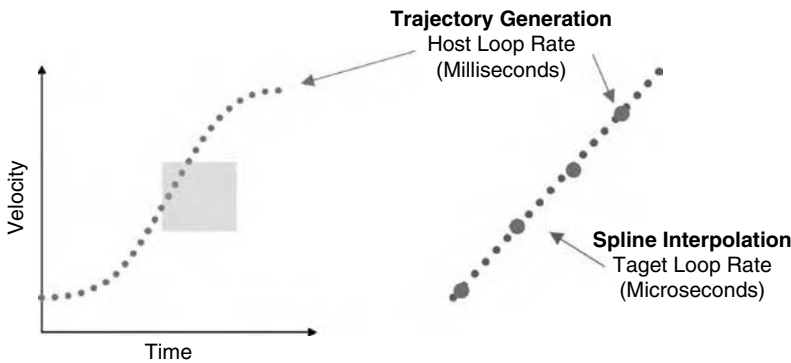 Trajectory Generation
Host Loop Rate
(Milliseconds)
Velocity
Time
Spline Interpolation
Taget Loop Rate
(Microseconds)